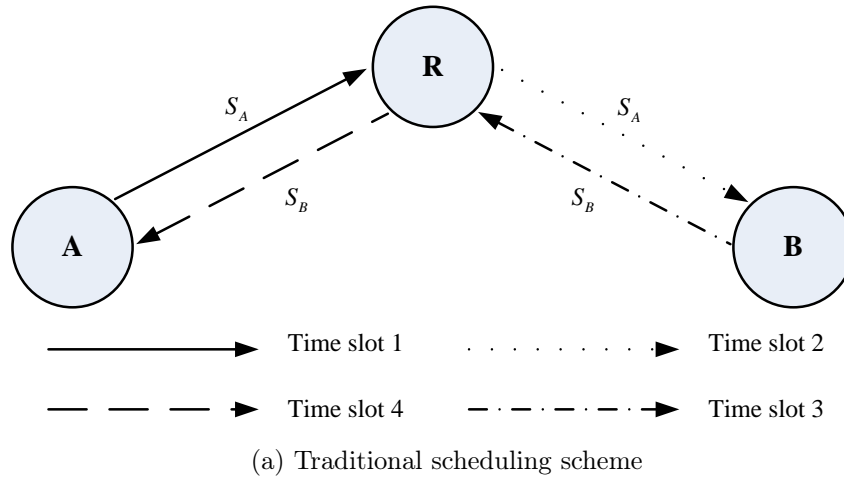 R
S_A
S_A
S_B
S_B
A
B
Time slot 1
Time slot 2
Time slot 4
Time slot 3
(a) Traditional scheduling scheme